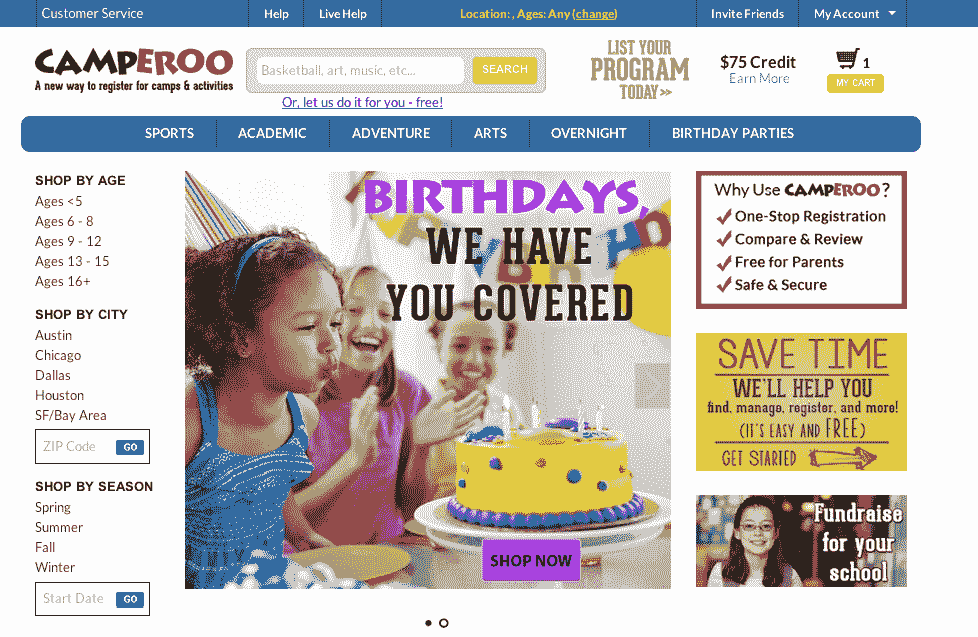 Customer Service
Help
Live Help
Location: , Ages: Any (change)
Invite Friends
My Account
CAMPEROO
A new way to register for camps & activities
Basketball, art, music, etc...
SEARCH
Or, let us do it for you - free!
LIST YOUR
PROGRAM
TODAY>>
$75 Credit
Earn More
1
MY CART
SPORTS
ACADEMIC
ADVENTURE
ARTS
OVERNIGHT
BIRTHDAY PARTIES
SHOP BY AGE
Ages <5
Ages 6 - 8
Ages 9 - 12
Ages 13 - 15
Ages 16+
SHOP BY CITY
Austin
Chicago
Dallas
Houston
SF/Bay Area
ZIP Code
GO
SHOP BY SEASON
Spring
Summer
Fall
Winter
Start Date
GO
BIRTHDAYS,
WE HAVE
YOU COVERED
SHOP NOW
Why Use CAMPEROO?
One-Stop Registration
Compare & Review
Free for Parents
Safe & Secure
SAVE TIME
WE'LL HELP YOU
find, manage, register, and more!
(IT'S EASY AND FREE)
GET STARTED
Fundraise
for your
school